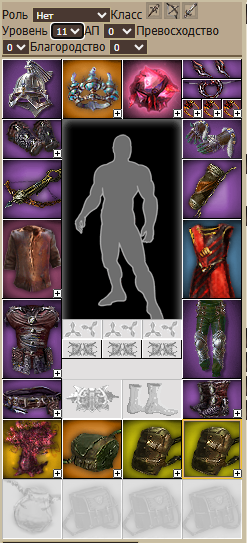 Роль Нет Класс
Уровень 11 АП 0 Превосходство
0 Благородство 0